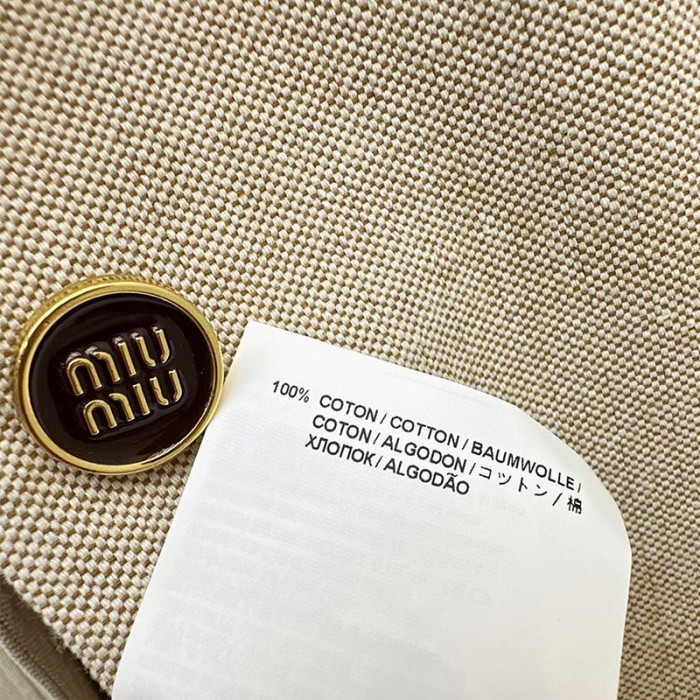 miu
miu
100% COTON / COTTON / BAUMWOLLE /
COTON / ALGODON / コットン / 棉
ХЛОПОК / ALGODÃO